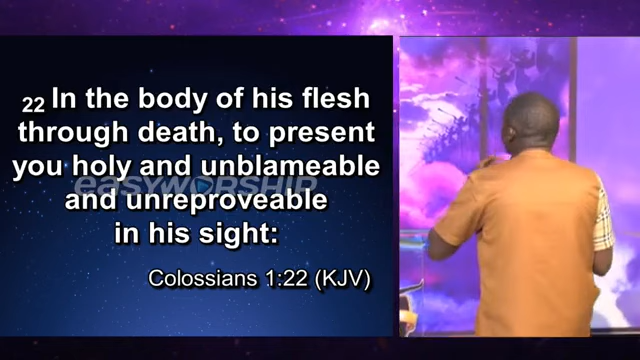 22 In the body of his flesh
through death, to present
you holy and unblameable
easyworship
and unreproveable
in his sight:
Colossians 1:22 (KJV)